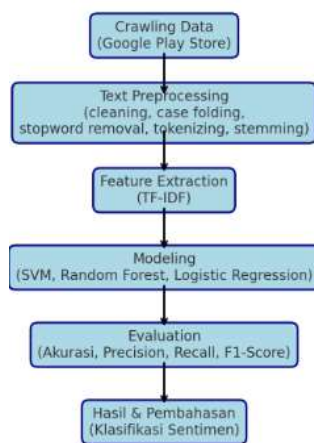 Crawling Data
(Google Play Store)
Text Preprocessing
(cleaning, case folding,
stopword removal, tokenizing, stemming)
Feature Extraction
(TF-IDF)
Modeling
(SVM, Random Forest, Logistic Regression)
Evaluation
(Akurasi, Precision, Recall, F1-Score)
Hasil & Pembahasan
(Klasifikasi Sentimen)